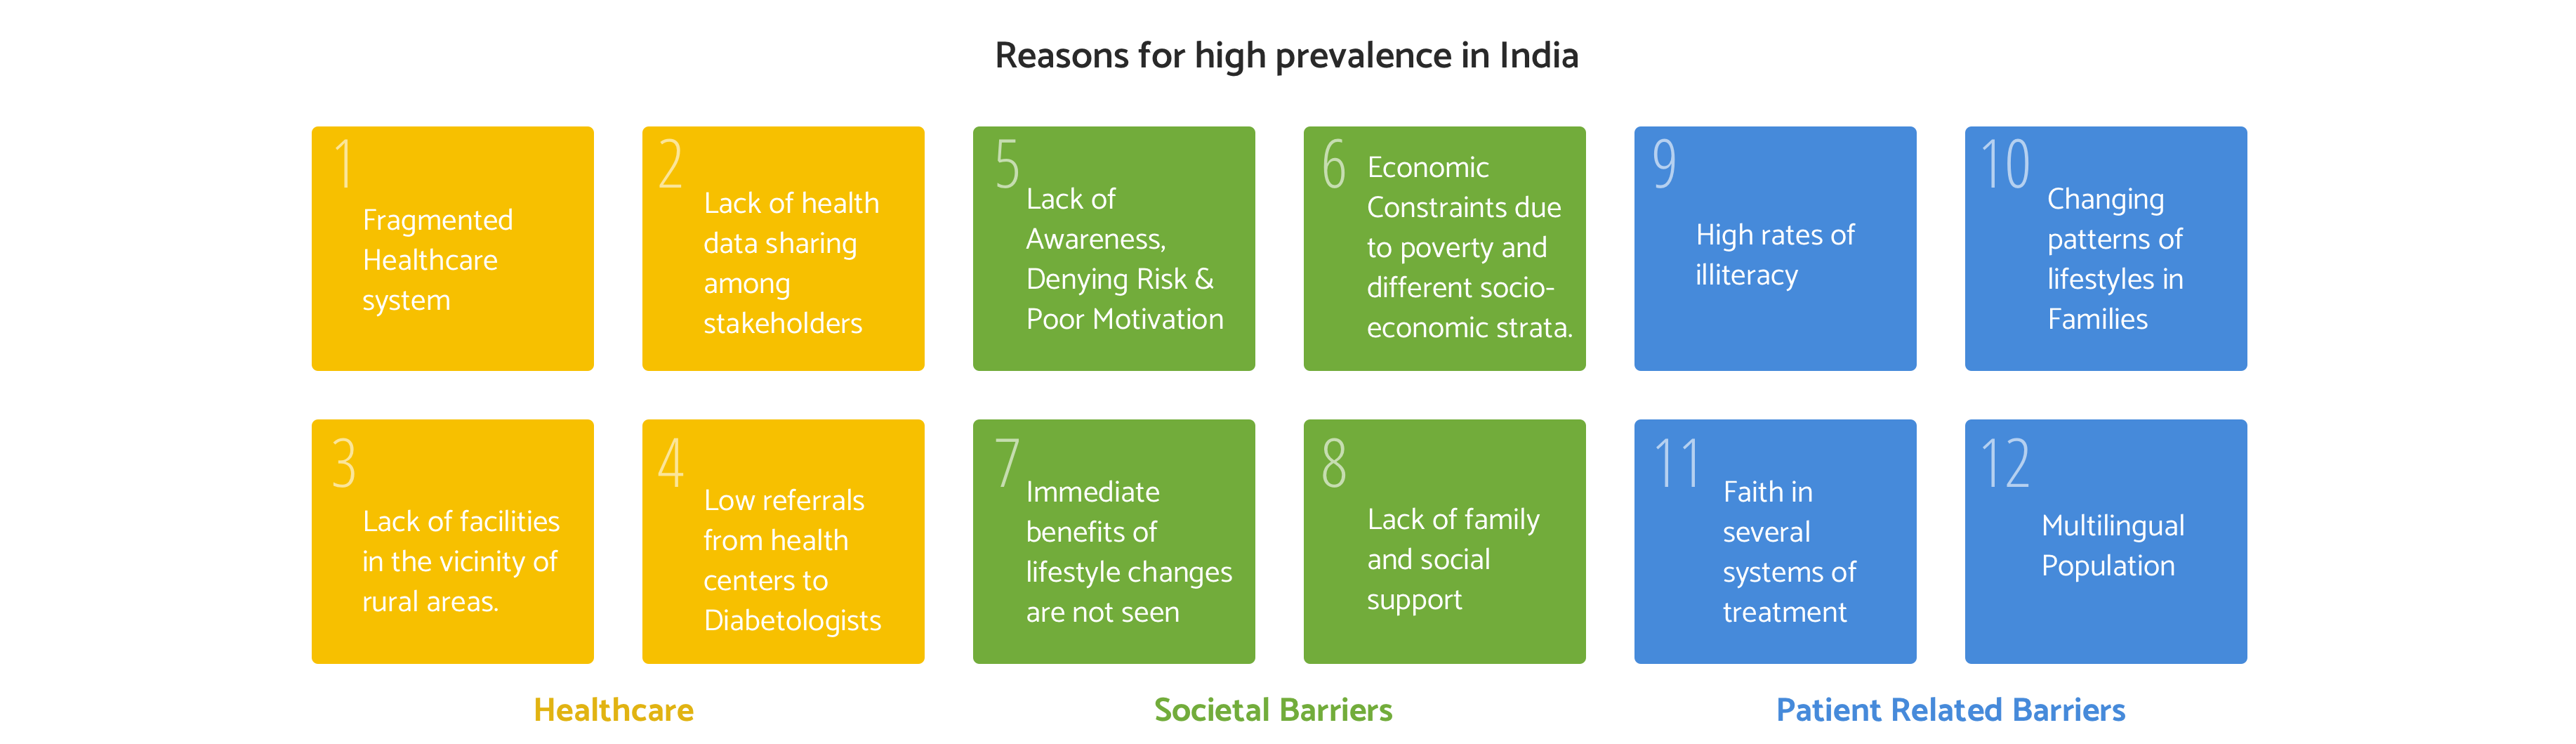 Reasons for high prevalence in India
1
Fragmented
Healthcare
system
2
Lack of health
data sharing
among
stakeholders
3
Lack of facilities
in the vicinity of
rural areas.
4
Low referrals
from health
centers to
Diabetologists
Healthcare
5
Lack of
Awareness,
Denying Risk &
Poor Motivation
6
Economic
Constraints due
to poverty and
different socio-
economic strata.
7
Immediate
benefits of
lifestyle changes
are not seen
8
Lack of family
and social
support
Societal Barriers
9
High rates of
illiteracy
10
Changing
patterns of
lifestyles in
Families
11
Faith in
several
systems of
treatment
12
Multilingual
Population
Patient Related Barriers